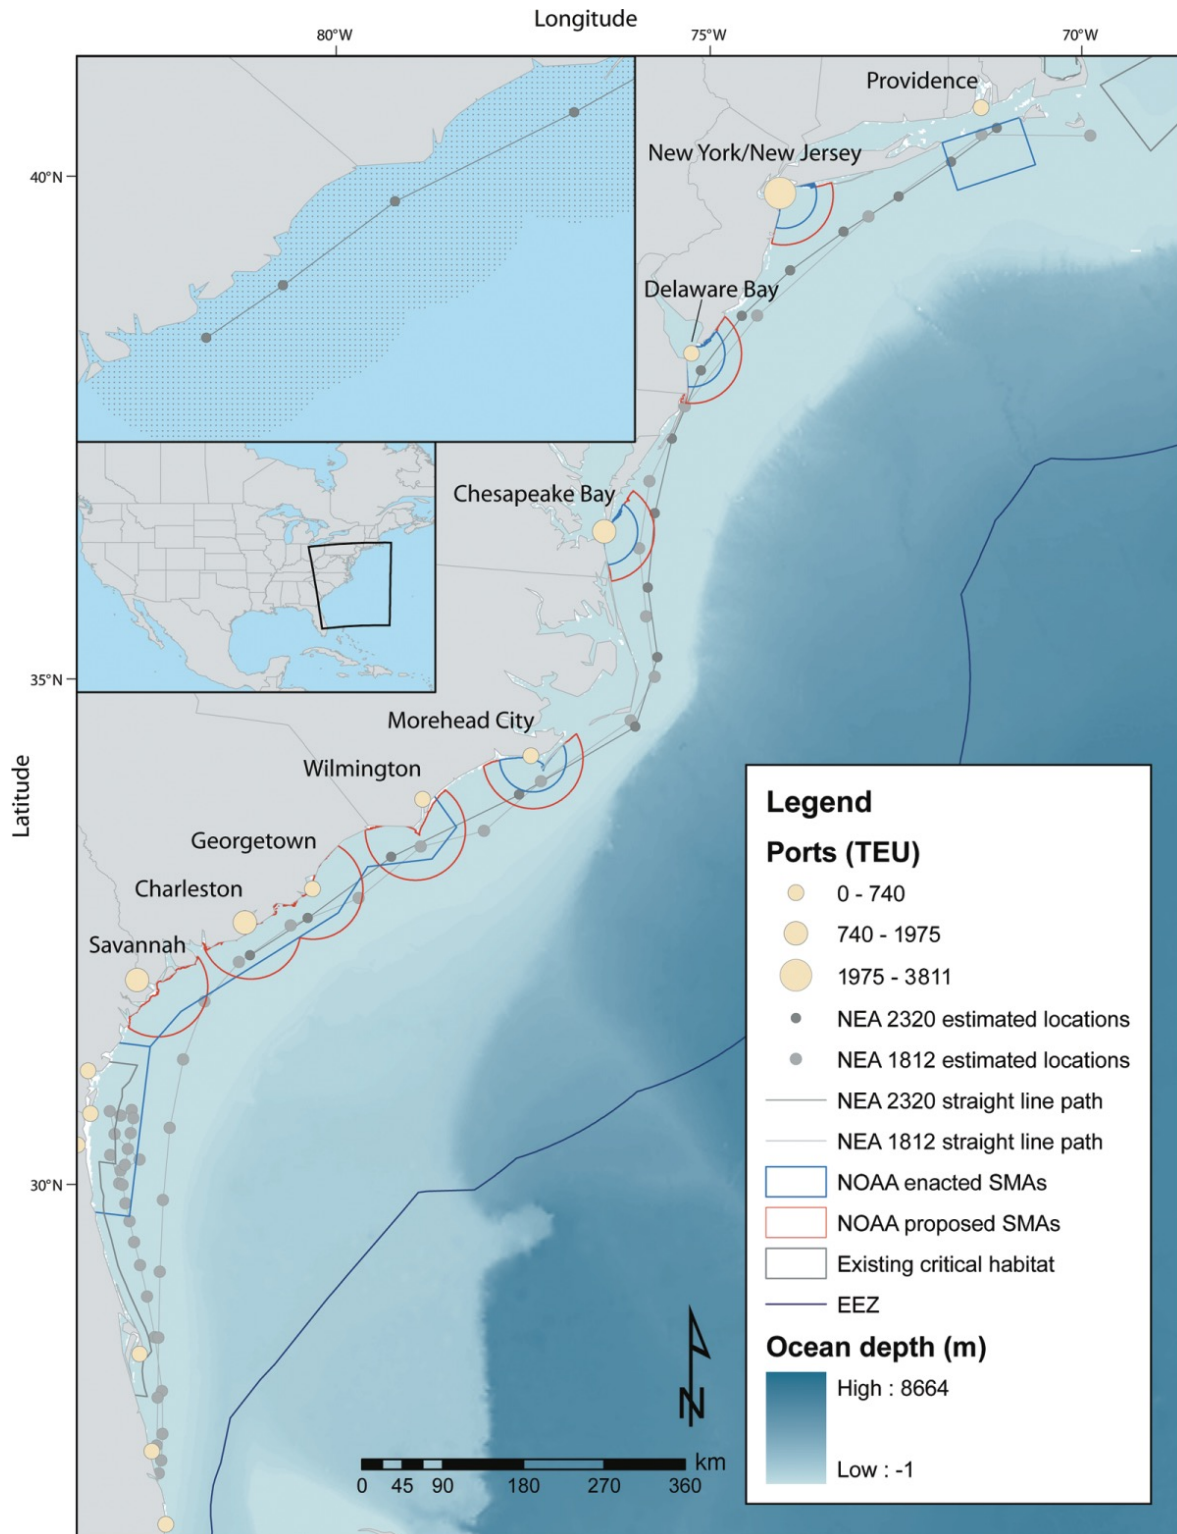 Longitude
80°W
75°W
70°W
Providence
New York/New Jersey
40°N
Delaware Bay
Chesapeake Bay
35°N
Morehead City
Wilmington
Latitude
Georgetown
Charleston
Savannah
30°N
Legend
Ports (TEU)
0 - 740
740 - 1975
1975 - 3811
NEA 2320 estimated locations
NEA 1812 estimated locations
NEA 2320 straight line path
NEA 1812 straight line path
NOAA enacted SMAs
NOAA proposed SMAs
Existing critical habitat
EEZ
Ocean depth (m)
High : 8664
Low : -1
N
km
0 45 90 180 270 360